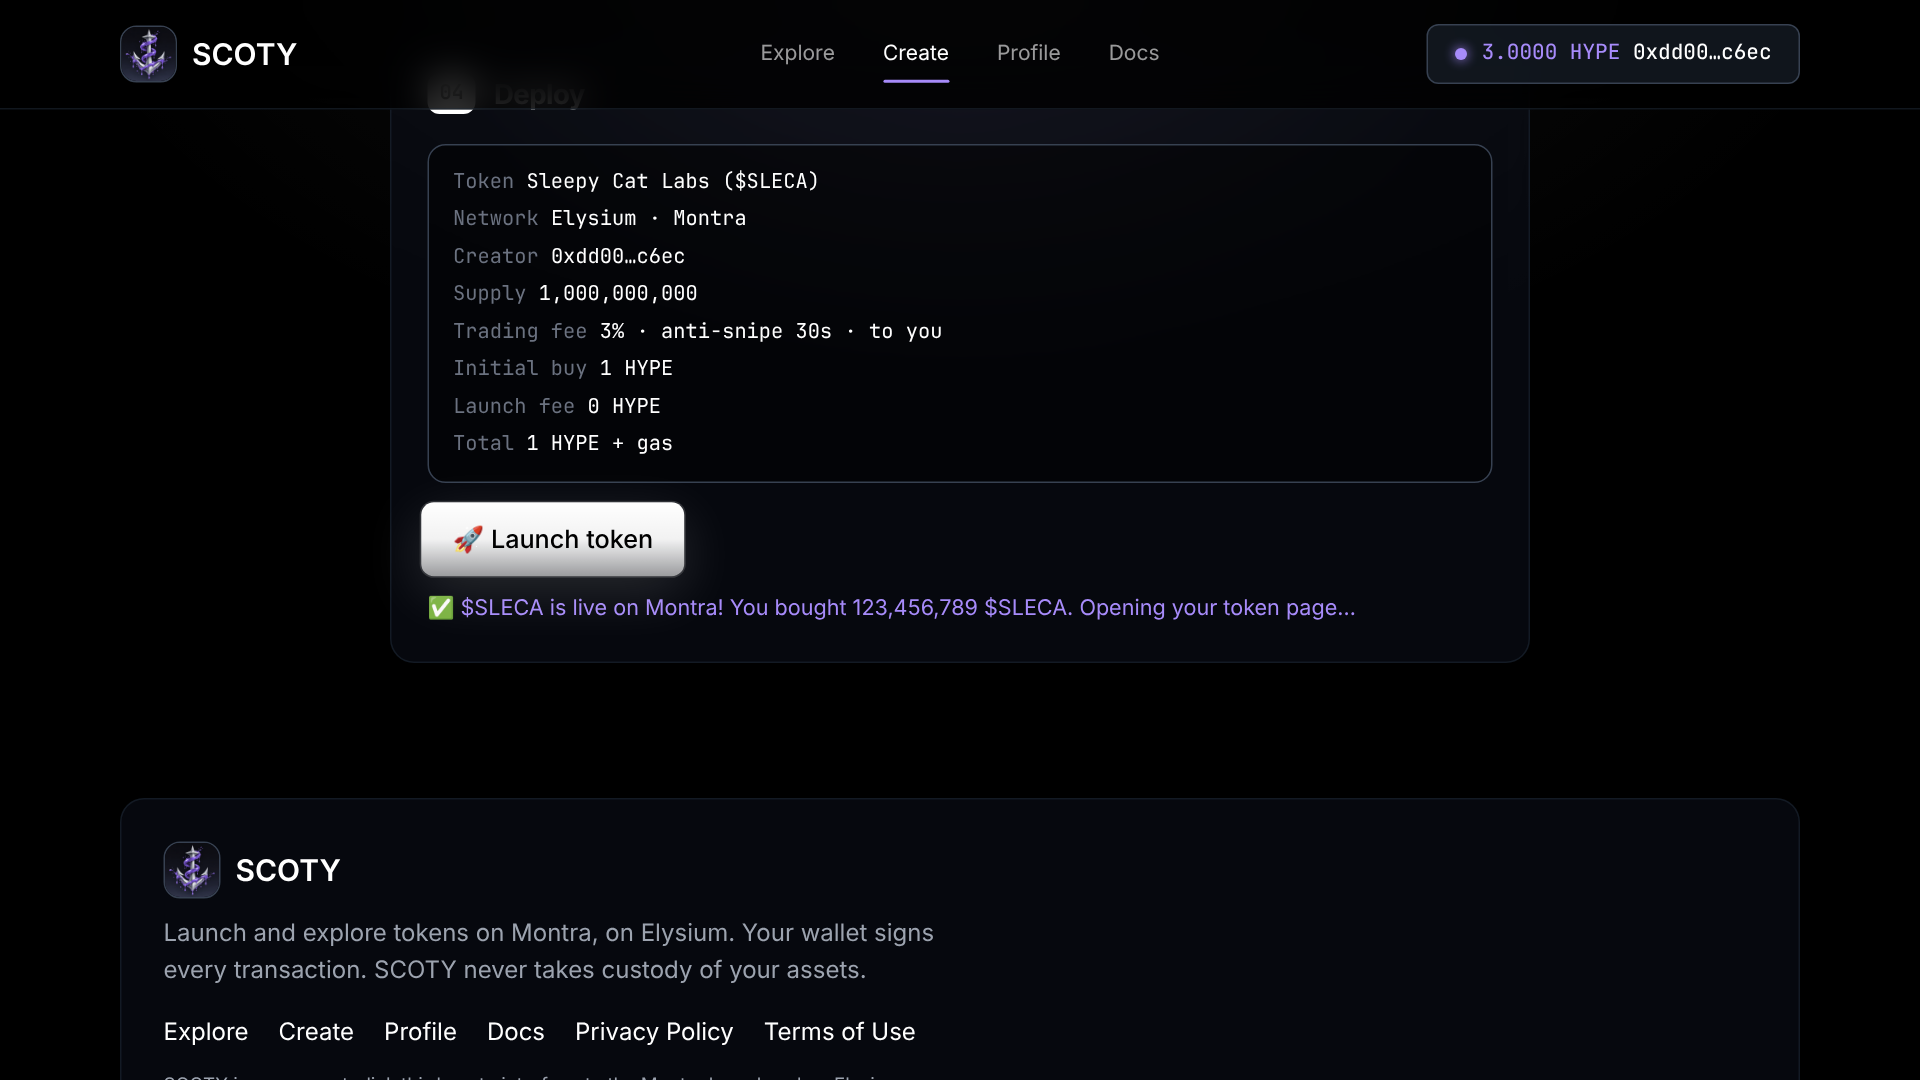 SCOTY
Explore
Create
Profile
Docs
3.0000 HYPE 0xdd00…c6ec
04 Deploy
Token Sleepy Cat Labs ($SLECA)
Network Elysium · Montra
Creator 0xdd00…c6ec
Supply 1,000,000,000
Trading fee 3% · anti-snipe 30s · to you
Initial buy 1 HYPE
Launch fee 0 HYPE
Total 1 HYPE + gas
🚀 Launch token
✅ $SLECA is live on Montra! You bought 123,456,789 $SLECA. Opening your token page…
SCOTY
Launch and explore tokens on Montra, on Elysium. Your wallet signs
every transaction. SCOTY never takes custody of your assets.
Explore
Create
Profile
Docs
Privacy Policy
Terms of Use